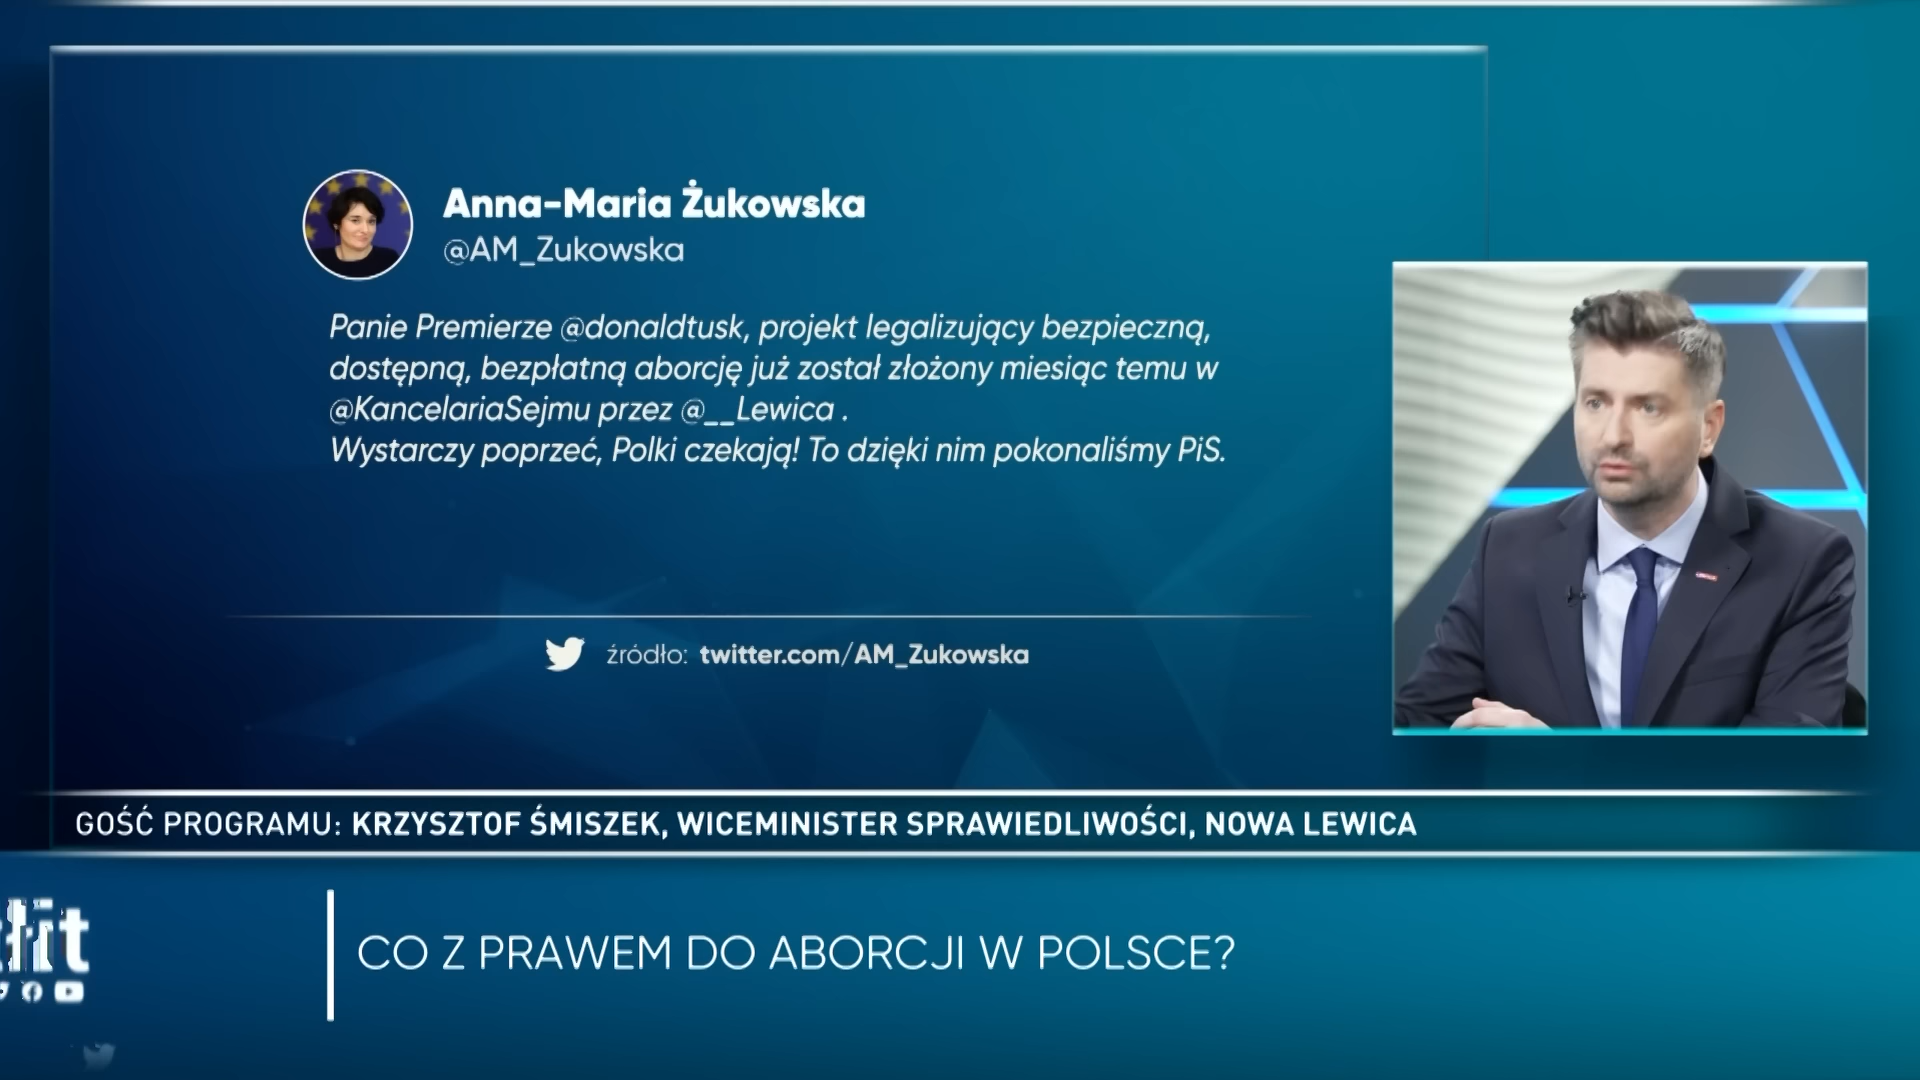 Anna-Maria Żukowska
@AM_Zukowska
Panie Premierze @donaldtusk, projekt legalizujący bezpieczną,
dostępną, bezpłatną aborcję już został złożony miesiąc temu w
@KancelariaSejmu przez @__Lewica .
Wystarczy poprzeć, Polki czekają! To dzięki nim pokonaliśmy PiS.
źródło: twitter.com/AM_Zukowska
GOŚĆ PROGRAMU: KRZYSZTOF ŚMISZEK, WICEMINISTER SPRAWIEDLIWOŚCI, NOWA LEWICA
CO Z PRAWEM DO ABORCJI W POLSCE?